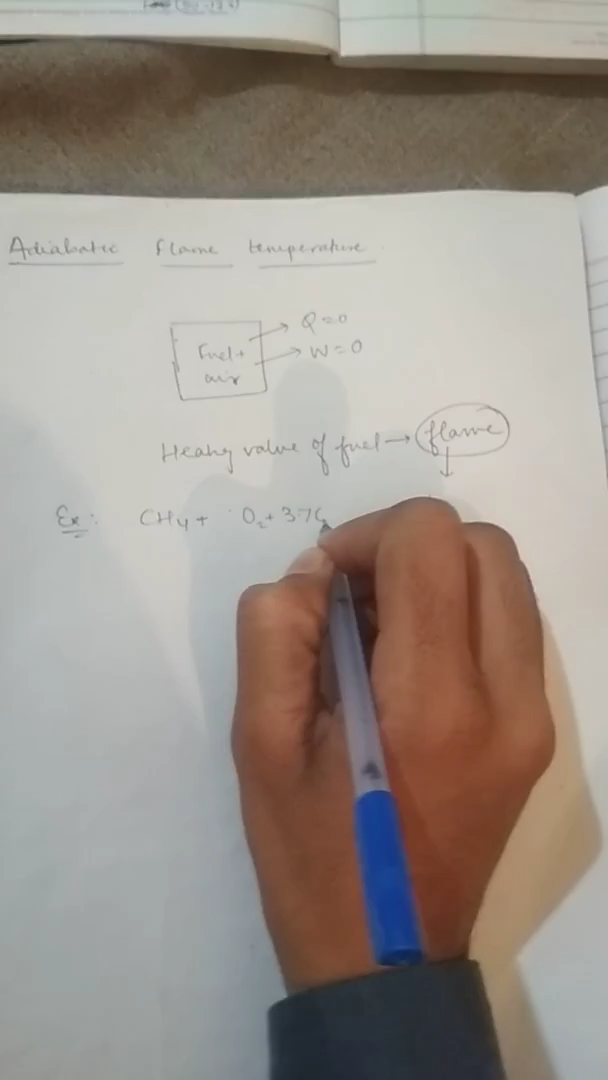 Adiabatic flame temperature
Q=0
Fuel+
W=0
air
Heating value of fuel → flame
Ex: CH4 + O2 + 3.76